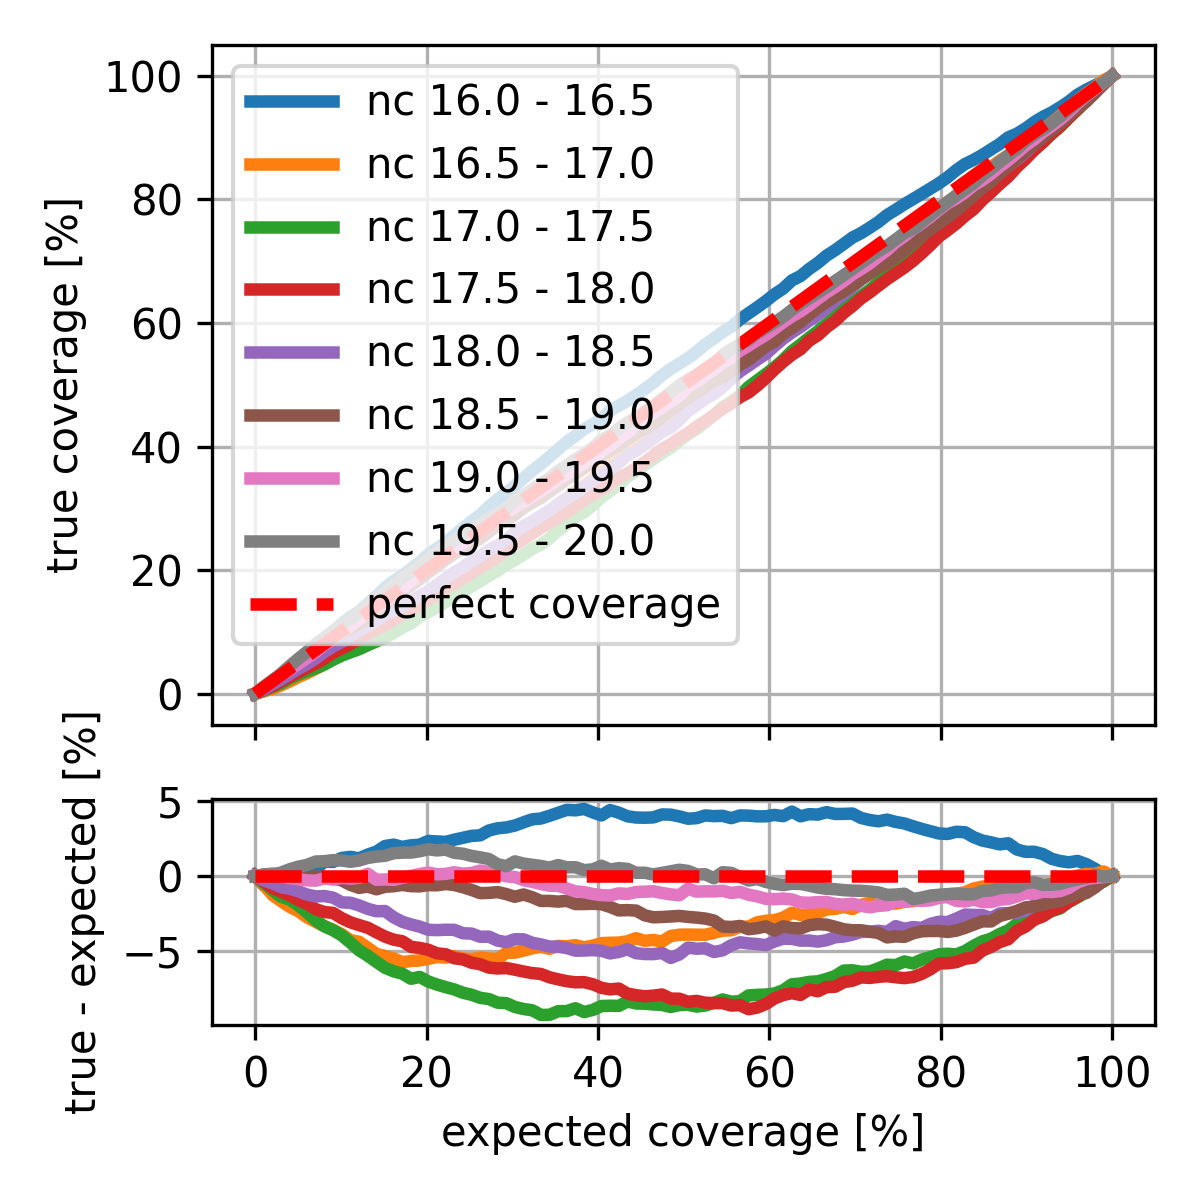 true coverage [%]
100
80
60
40
20
0
nc 16.0 - 16.5
nc 16.5 - 17.0
nc 17.0 - 17.5
nc 17.5 - 18.0
nc 18.0 - 18.5
nc 18.5 - 19.0
nc 19.0 - 19.5
nc 19.5 - 20.0
perfect coverage
true - expected [%]
5
0
−5
0 20 40 60 80 100
expected coverage [%]